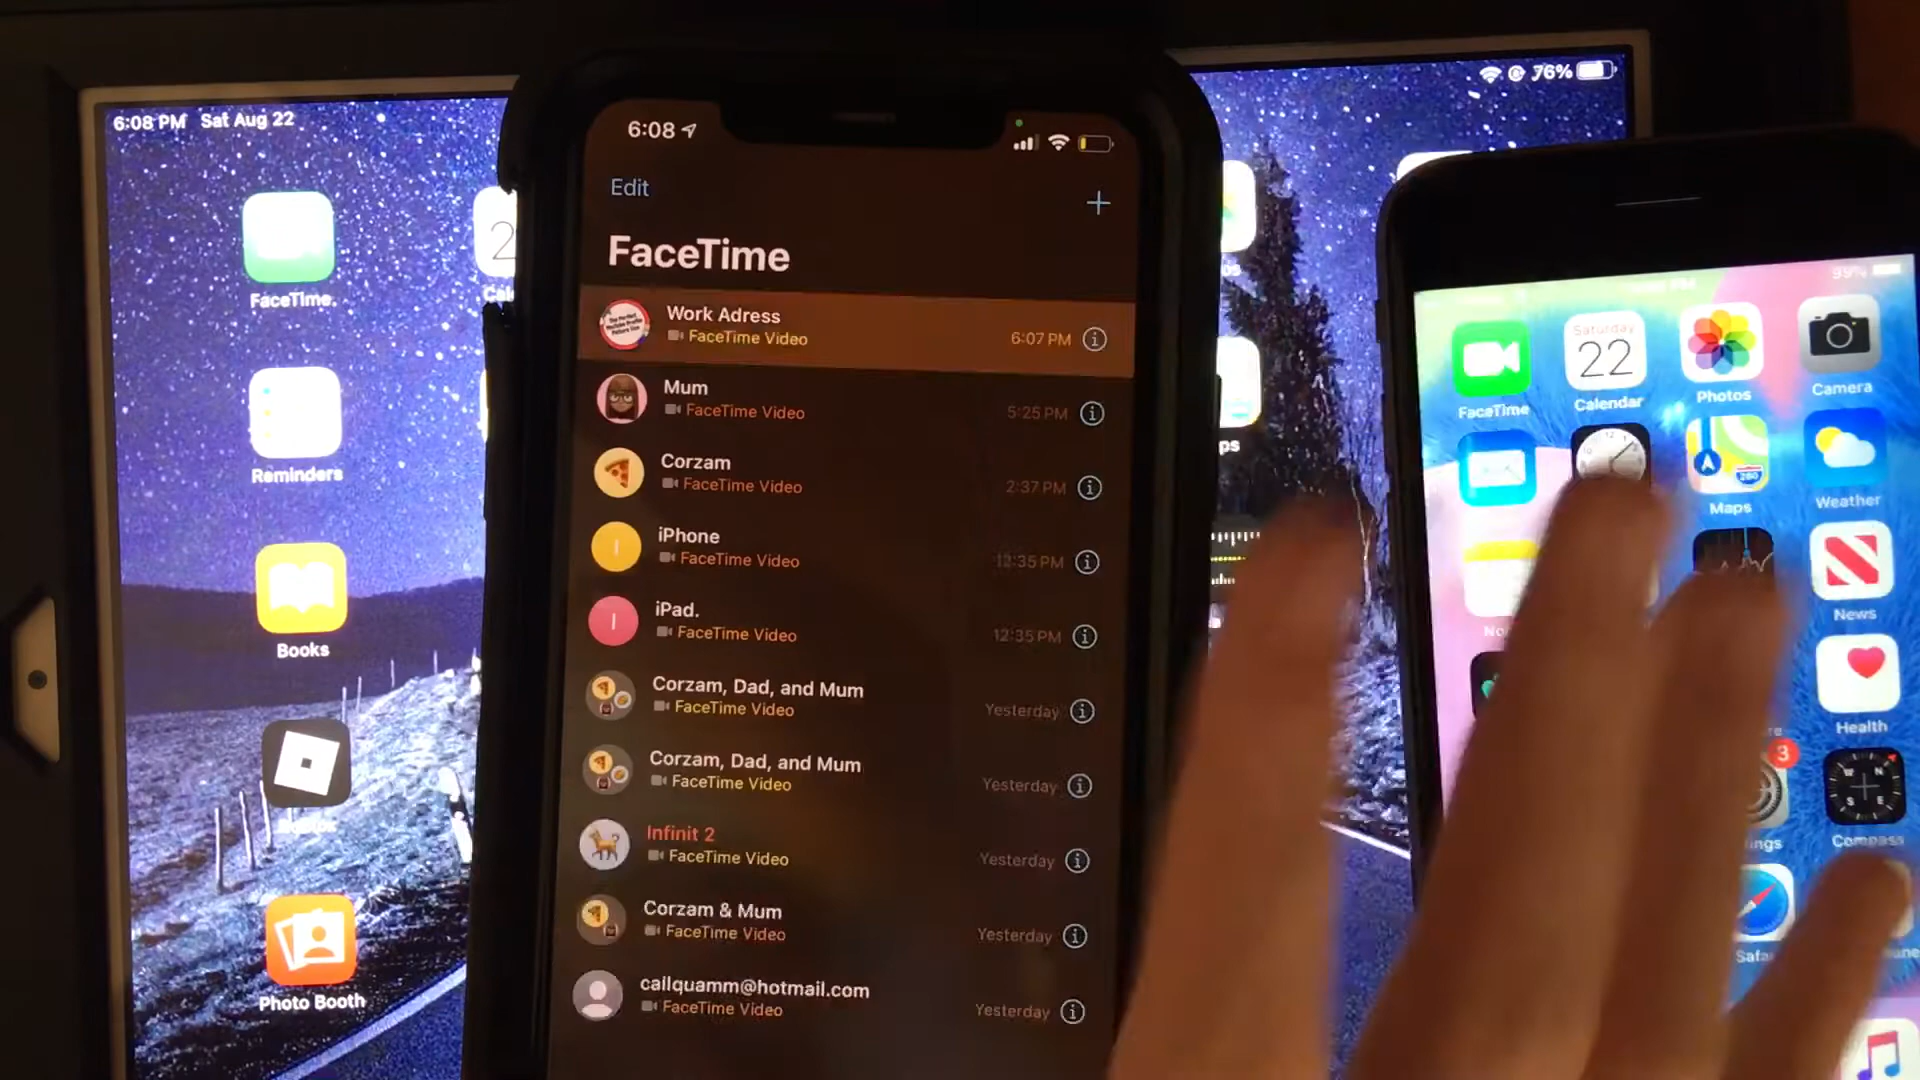 6:08 PM Sat Aug 22
76%
FaceTime.
Reminders
Books
Photo Booth
6:08
Edit
FaceTime
Work Adress
FaceTime Video
6:07 PM
Mum
FaceTime Video
5:25 PM
Corzam
FaceTime Video
2:37 PM
iPhone
FaceTime Video
12:35 PM
iPad.
FaceTime Video
12:35 PM
Corzam, Dad, and Mum
FaceTime Video
Yesterday
Corzam, Dad, and Mum
FaceTime Video
Yesterday
Infinit 2
FaceTime Video
Yesterday
Corzam & Mum
FaceTime Video
Yesterday
callquamm@hotmail.com
FaceTime Video
Yesterday
99%
FaceTime
Saturday
22
Calendar
Photos
Camera
280
Maps
Weather
News
Health
3
Compass